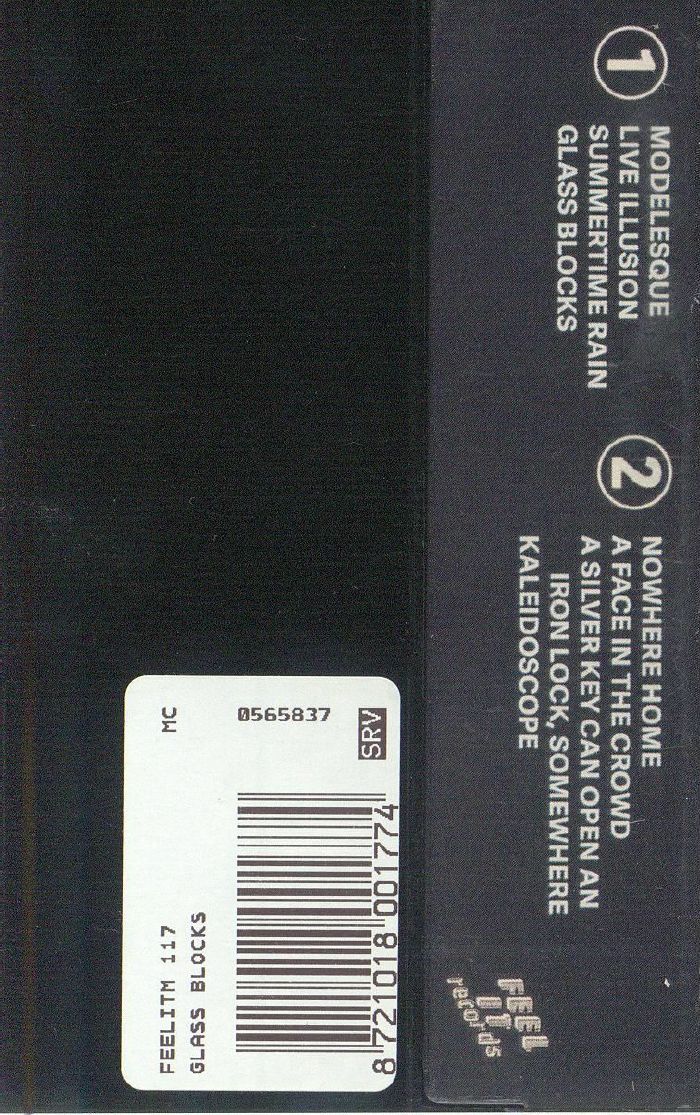 1
MODELESQUE
LIVE ILLUSION
SUMMERTIME RAIN
GLASS BLOCKS
2
NOWHERE HOME
A FACE IN THE CROWD
A SILVER KEY CAN OPEN AN
IRON LOCK, SOMEWHERE
KALEIDOSCOPE
FEEL
IT
records
MC
0565837
SRV
8 721018 001774
FEELITM 117
GLASS BLOCKS